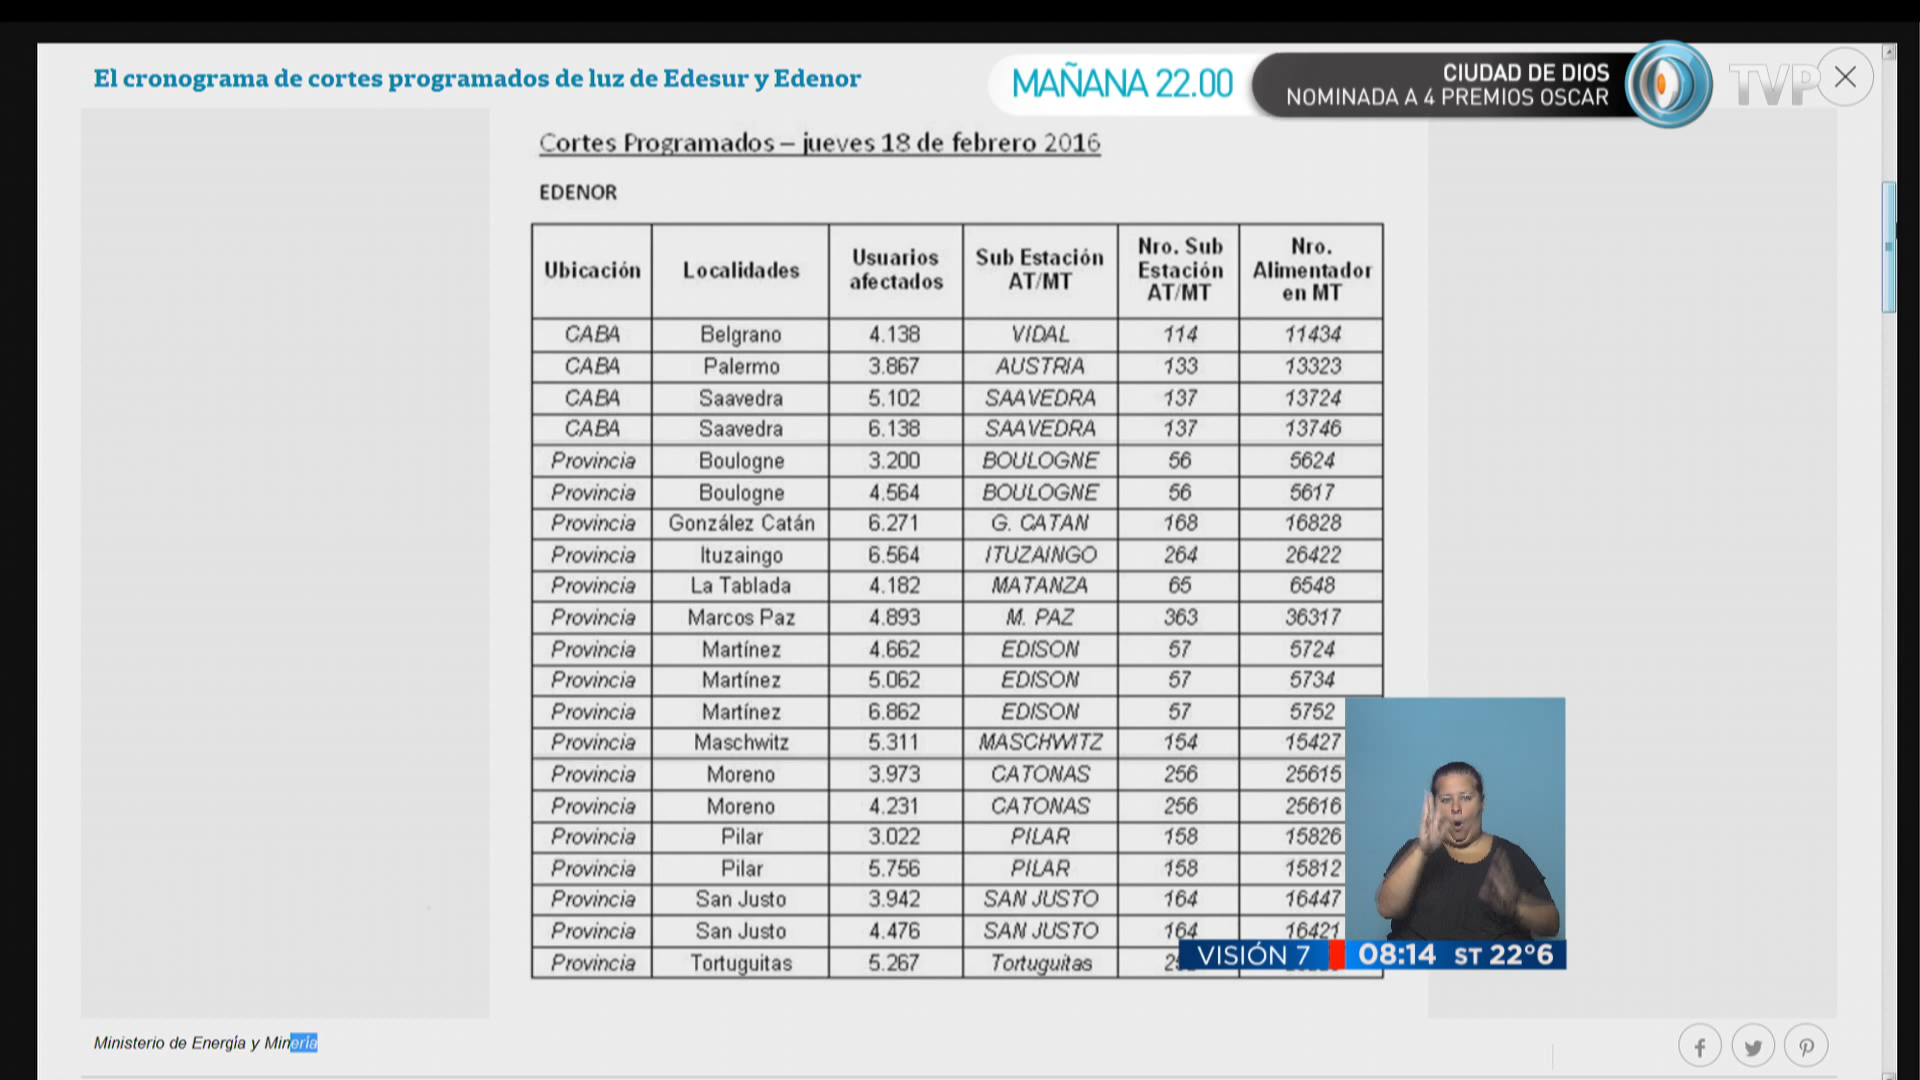 El cronograma de cortes programados de luz de Edesur y Edenor
MAÑANA 22.00
CIUDAD DE DIOS
NOMINADA A 4 PREMIOS OSCAR
TVP
Cortes Programados – jueves 18 de febrero 2016
EDENOR
Ubicación Localidades Usuarios afectados Sub Estación AT/MT Nro. Sub Estación AT/MT Nro. Alimentador en MT
CABA Belgrano 4.138 VIDAL 114 11434
CABA Palermo 3.867 AUSTRIA 133 13323
CABA Saavedra 5.102 SAAVEDRA 137 13724
CABA Saavedra 6.138 SAAVEDRA 137 13746
Provincia Boulogne 3.200 BOULOGNE 56 5624
Provincia Boulogne 4.564 BOULOGNE 56 5617
Provincia González Catán 6.271 G. CATAN 168 16828
Provincia Ituzaingo 6.564 ITUZAINGO 264 26422
Provincia La Tablada 4.182 MATANZA 65 6548
Provincia Marcos Paz 4.893 M. PAZ 363 36317
Provincia Martínez 4.662 EDISON 57 5724
Provincia Martínez 5.062 EDISON 57 5734
Provincia Martínez 6.862 EDISON 57 5752
Provincia Maschwitz 5.311 MASCHWITZ 154 15427
Provincia Moreno 3.973 CATONAS 256 25615
Provincia Moreno 4.231 CATONAS 256 25616
Provincia Pilar 3.022 PILAR 158 15826
Provincia Pilar 5.756 PILAR 158 15812
Provincia San Justo 3.942 SAN JUSTO 164 16447
Provincia San Justo 4.476 SAN JUSTO 164 16421
Provincia Tortuguitas 5.267 Tortuguitas
VISIÓN 7 08:14 ST 22°6
Ministerio de Energía y Minería